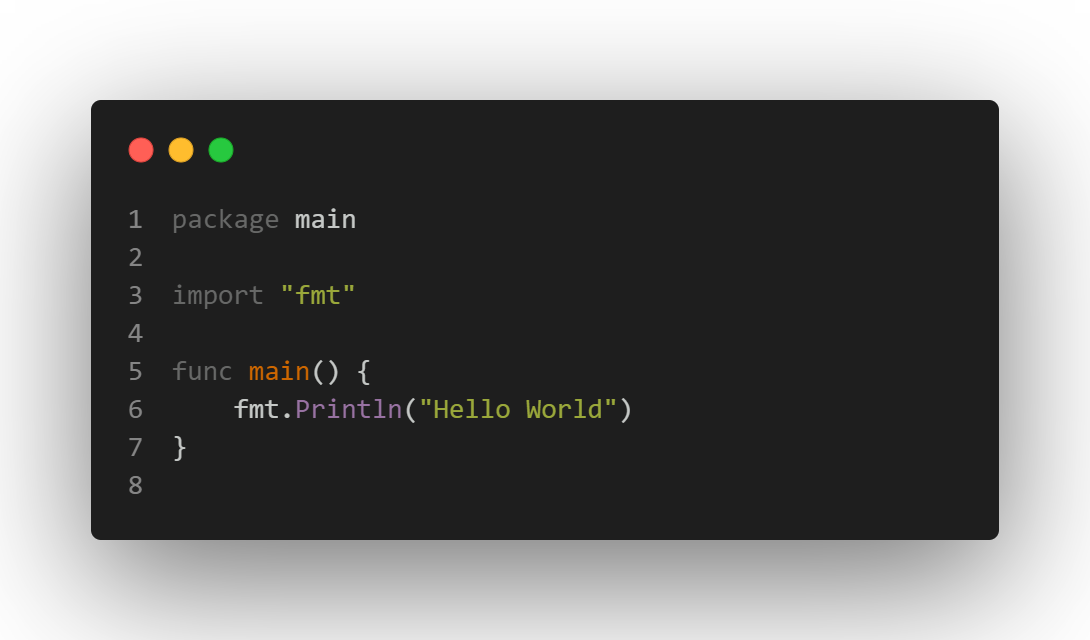 1 package main
2
3 import "fmt"
4
5 func main() {
6     fmt.Println("Hello World")
7 }
8